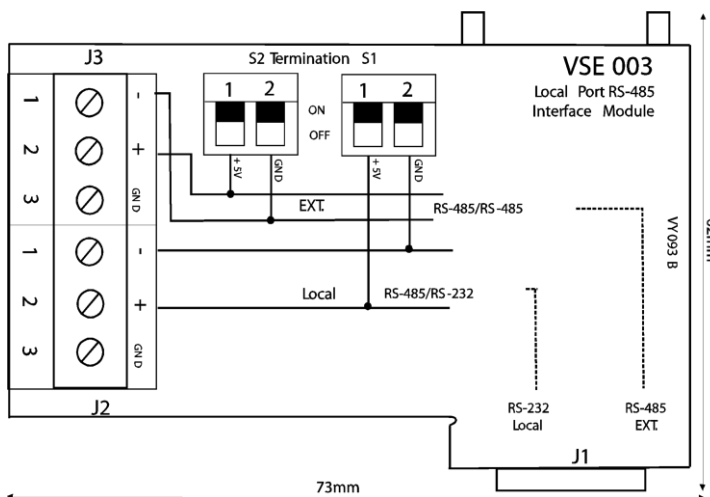 J3
S2 Termination S1
VSE 003
Local Port RS-485
Interface Module
1 2
1 2
ON
OFF
+ 5V
GND
+ 5V
GND
1 -
2 +
3 GND
1 -
2 +
3 GND
EXT.
RS-485/RS-485
Local
RS-485/RS-232
VY 093 B
RS-232
Local
RS-485
EXT.
J2
J1
73mm